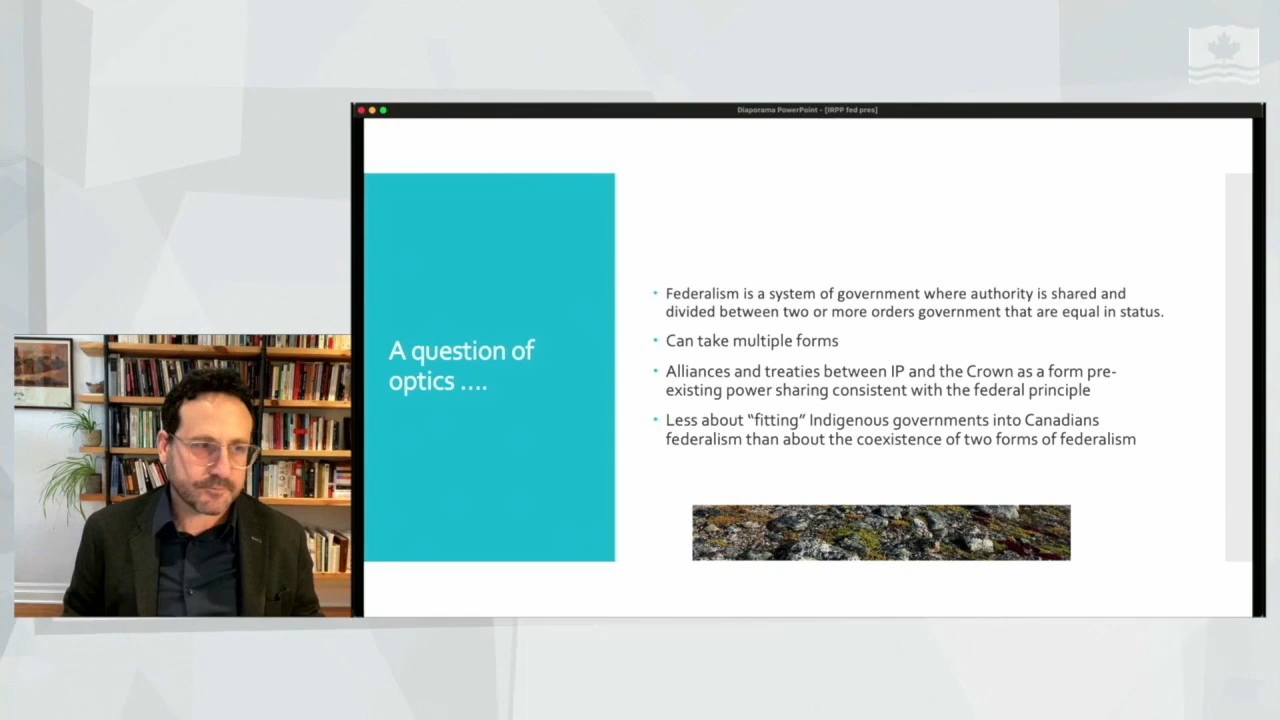 Diaporama PowerPoint - [IRPP fed pres]
A question of
optics ....
• Federalism is a system of government where authority is shared and
divided between two or more orders government that are equal in status.
• Can take multiple forms
• Alliances and treaties between IP and the Crown as a form pre-
existing power sharing consistent with the federal principle
• Less about “fitting” Indigenous governments into Canadians
federalism than about the coexistence of two forms of federalism